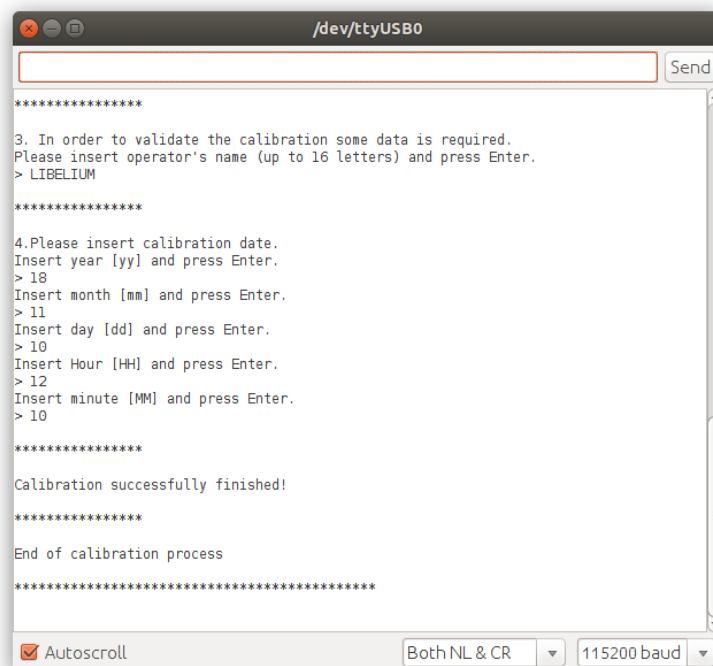 /dev/ttyUSB0
Send
****************
3. In order to validate the calibration some data is required.
Please insert operator's name (up to 16 letters) and press Enter.
> LIBELIUM
****************
4.Please insert calibration date.
Insert year [yy] and press Enter.
> 18
Insert month [mm] and press Enter.
> 11
Insert day [dd] and press Enter.
> 10
Insert Hour [HH] and press Enter.
> 12
Insert minute [MM] and press Enter.
> 10
****************
Calibration successfully finished!
****************
End of calibration process
*********************************************
Autoscroll
Both NL & CR
115200 baud